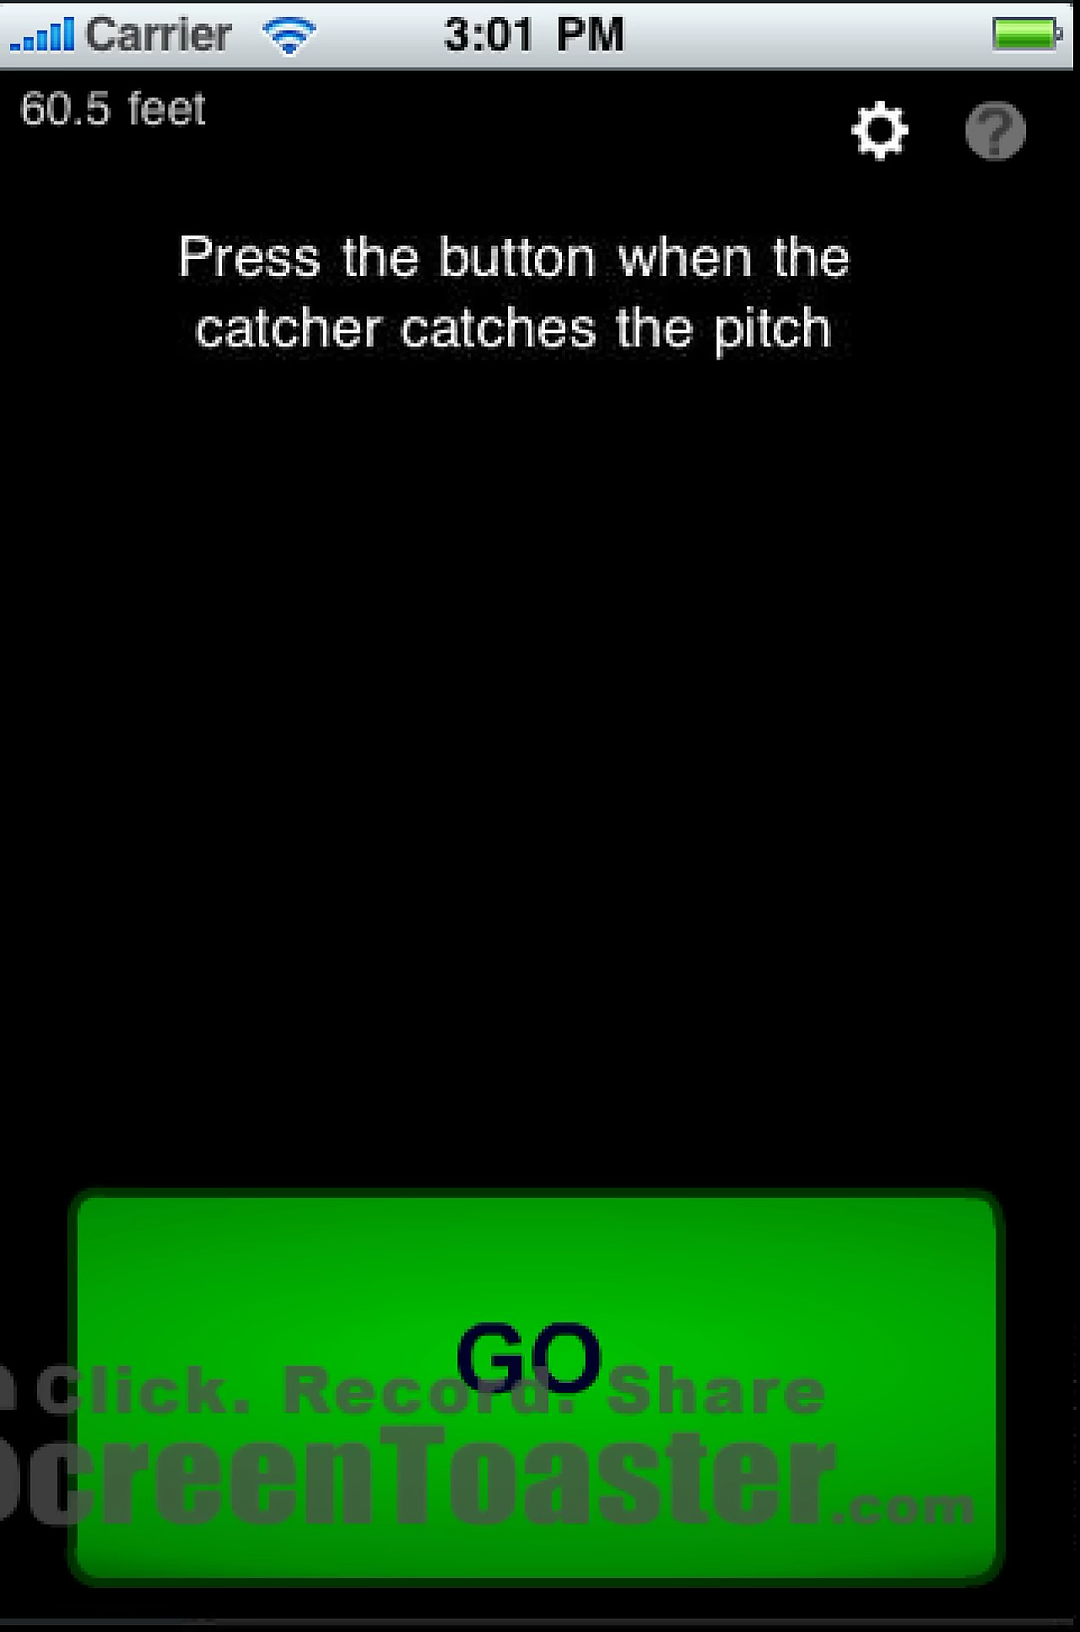 Carrier 3:01 PM
60.5 feet
?
Press the button when the
catcher catches the pitch
GO
Click. Record. Share
ScreenToaster.com